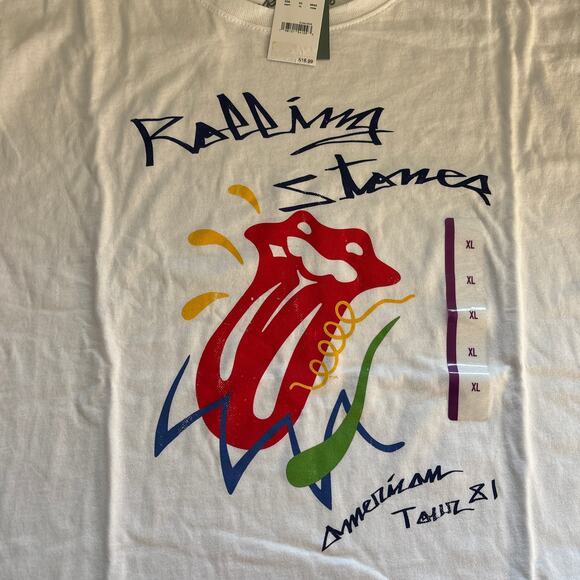 $16.99
Rolling
Stones
XL
XL
XL
XL
XL
American
Tour 81